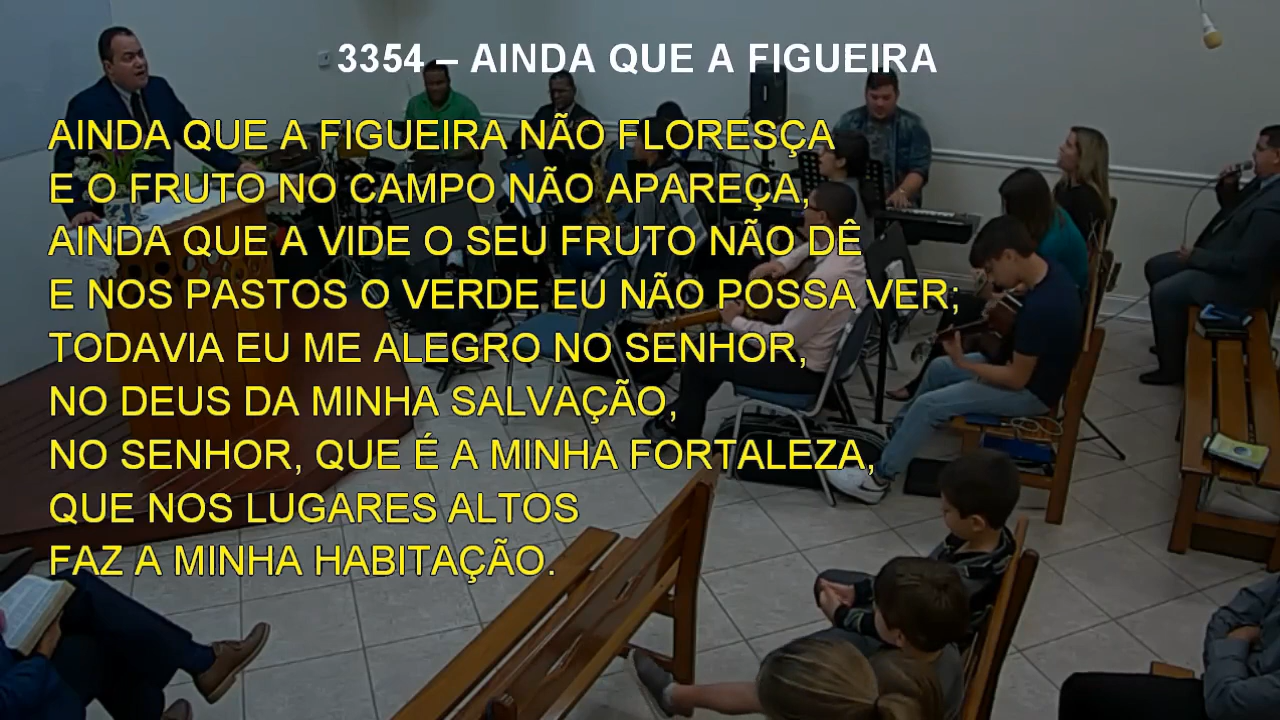 3354 – AINDA QUE A FIGUEIRA
AINDA QUE A FIGUEIRA NÃO FLORESÇA
E O FRUTO NO CAMPO NÃO APAREÇA,
AINDA QUE A VIDE O SEU FRUTO NÃO DÊ
E NOS PASTOS O VERDE EU NÃO POSSA VER;
TODAVIA EU ME ALEGRO NO SENHOR,
NO DEUS DA MINHA SALVAÇÃO,
NO SENHOR, QUE É A MINHA FORTALEZA,
QUE NOS LUGARES ALTOS
FAZ A MINHA HABITAÇÃO.